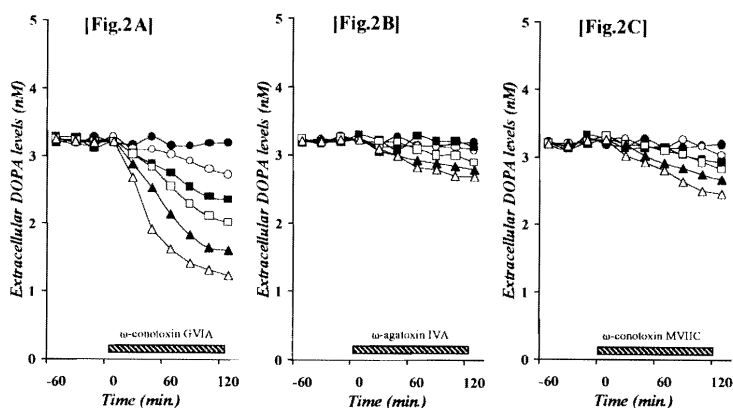 [Fig.2A]
Extracellular DOPA levels (nM)
5
4
3
2
1
0
ω-conotoxin GVIA
-60 0 60 120
Time (min.)
[Fig.2B]
Extracellular DOPA levels (nM)
5
4
3
2
1
0
ω-agatoxin IVA
-60 0 60 120
Time (min.)
[Fig.2C]
Extracellular DOPA levels (nM)
5
4
3
2
1
0
ω-conotoxin MVIIC
-60 0 60 120
Time (min.)